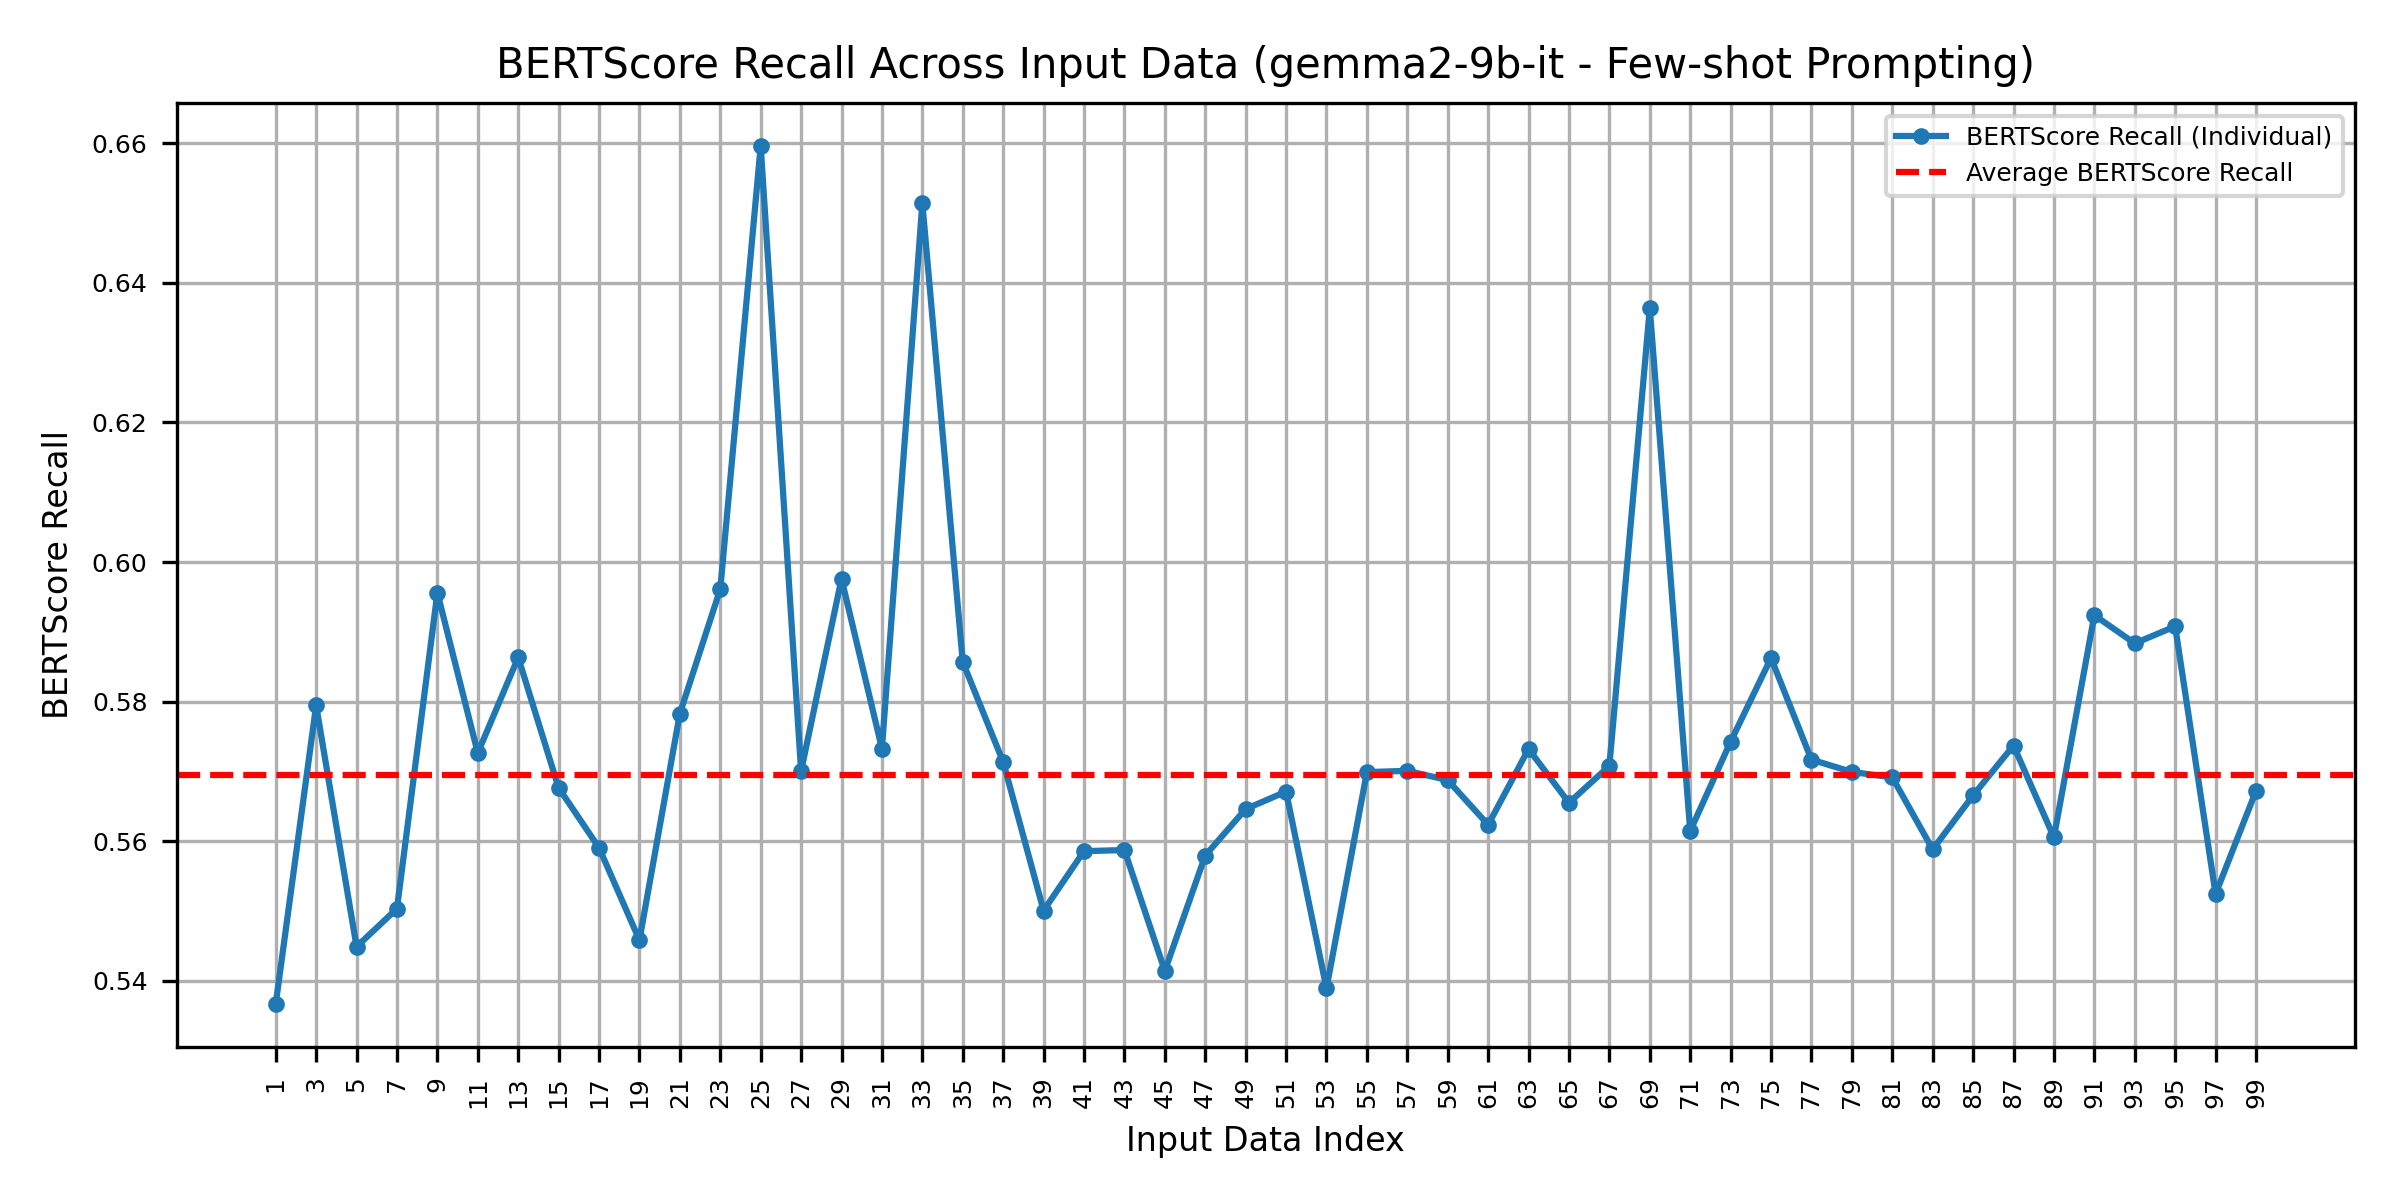 BERTScore Recall Across Input Data (gemma2-9b-it - Few-shot Prompting)
BERTScore Recall (Individual)
Average BERTScore Recall
BERTScore Recall
0.66
0.64
0.62
0.60
0.58
0.56
0.54
1 3 5 7 9 11 13 15 17 19 21 23 25 27 29 31 33 35 37 39 41 43 45 47 49 51 53 55 57 59 61 63 65 67 69 71 73 75 77 79 81 83 85 87 89 91 93 95 97 99
Input Data Index